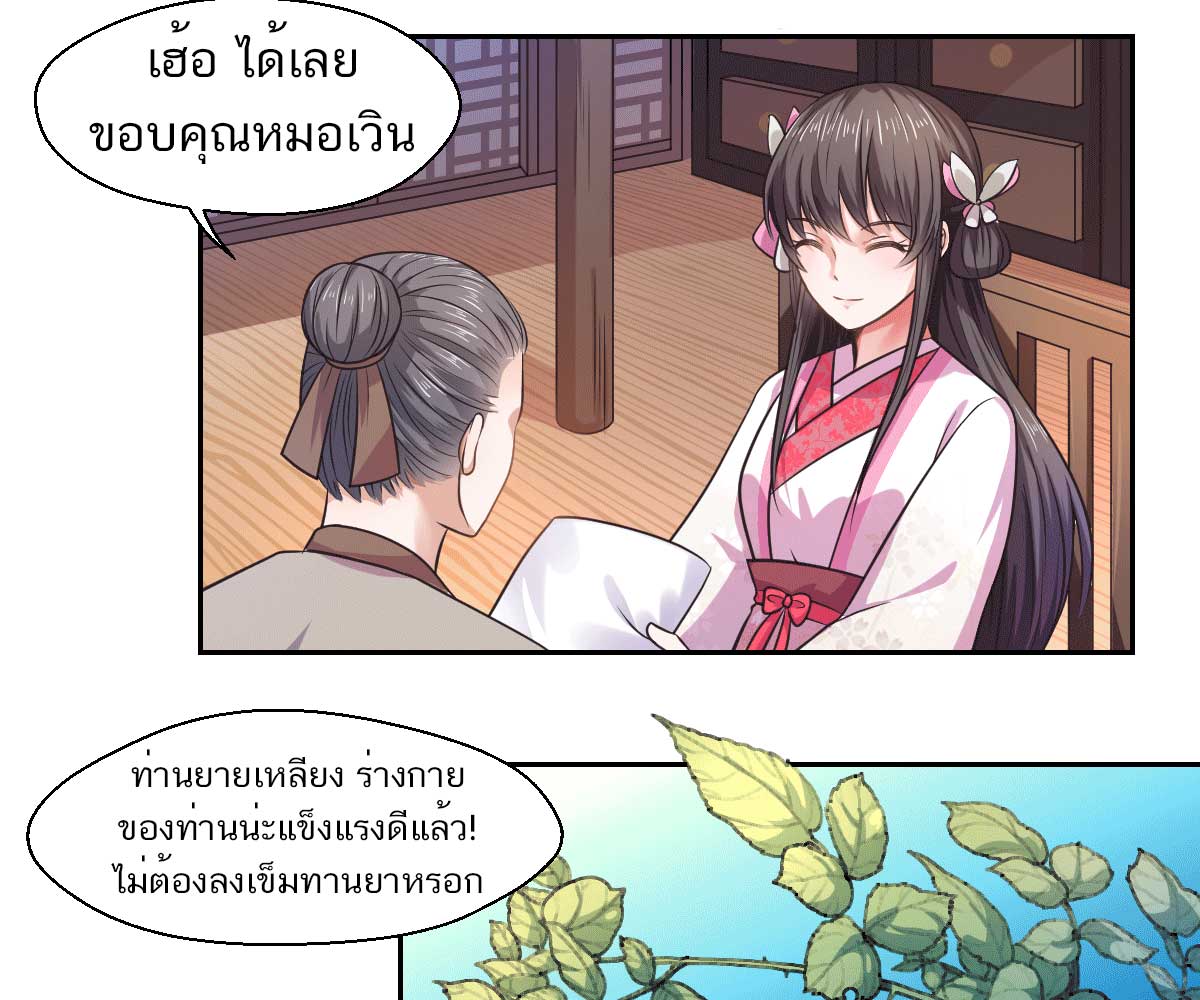 เฮ้อ ได้เลย
ขอบคุณหมอเวิน
ท่านยายเหลียง ร่างกาย
ของท่านน่ะแข็งแรงดีแล้ว!
ไม่ต้องลงเข็มทานยาหรอก